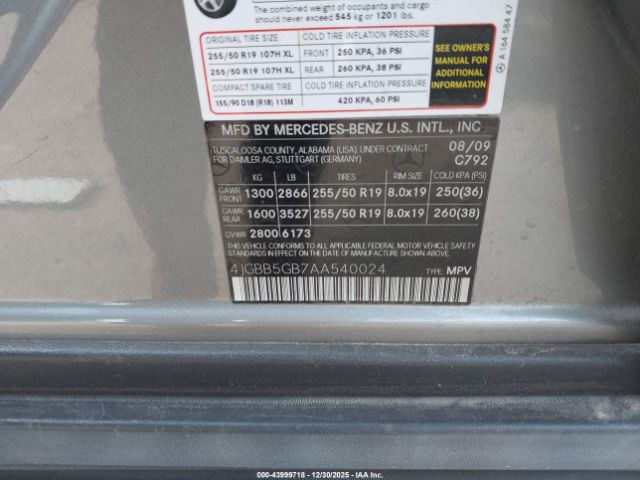 The combined weight of occupants and cargo
should never exceed 545 kg or 1201 lbs.
ORIGINAL TIRE SIZE COLD TIRE INFLATION PRESSURE
255/50 R19 107H XL FRONT 250 KPA, 36 PSI
255/50 R19 107H XL REAR 260 KPA, 38 PSI
COMPACT SPARE TIRE COLD TIRE INFLATION PRESSURE
155/90 D18 (R18) 113M 420 KPA, 60 PSI
SEE OWNER'S
MANUAL FOR
ADDITIONAL
INFORMATION
A 164 584 47
MFD BY MERCEDES-BENZ U.S. INTL., INC
TUSCALOOSA COUNTY, ALABAMA (USA), UNDER CONTRACT 08/09
FOR DAIMLER AG, STUTTGART (GERMANY) C792
KG LB TIRES RIM SIZE COLD KPA (PSI)
GAWR FRONT 1300 2866 255/50 R19 8.0x19 250(36)
GAWR REAR 1600 3527 255/50 R19 8.0x19 260(38)
GVWR 2800 6173
THIS VEHICLE CONFORMS TO ALL APPLICABLE FEDERAL MOTOR
VEHICLE SAFETY STANDARDS IN EFFECT ON THE
DATE OF MANUFACTURE SHOWN ABOVE.
4JGBB5GB7AA540024 TYPE: MPV
© 2025 - 43999718 - 12/30/2025 - IAAI.COM